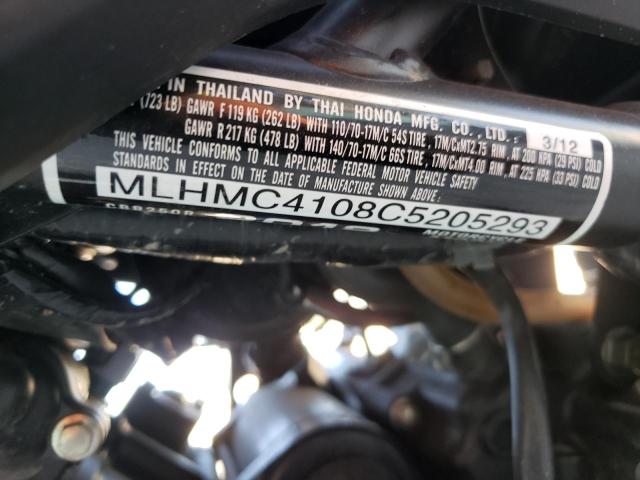 IN THAILAND BY THAI HONDA MFG. CO., LTD.: 3/12
(723 LB) GAWR F 119 KG (262 LB) WITH 110/70-17M/C 54S TIRE, 17M/CxMT2.75 RIM, AT 200 KPA (29 PSI) COLD
GAWR R 217 KG (478 LB) WITH 140/70-17M/C 66S TIRE, 17M/CxMT4.00 RIM, AT 225 KPA (33 PSI) COLD
THIS VEHICLE CONFORMS TO ALL APPLICABLE FEDERAL MOTOR VEHICLE SAFETY
STANDARDS IN EFFECT ON THE DATE OF MANUFACTURE SHOWN ABOVE.
MLHMC4108C5205293
CBR250R MOTORCYCLE